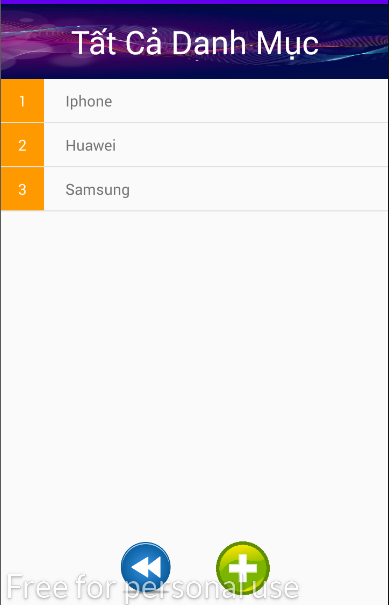 Tất Cả Danh Mục
1 Iphone
2 Huawei
3 Samsung
Free for personal use